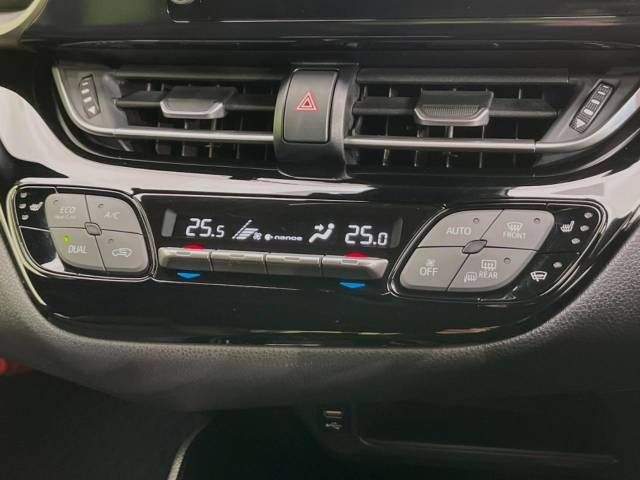 ECO
A/C
DUAL
25.5
nanoe
25.0
AUTO
FRONT
OFF
REAR